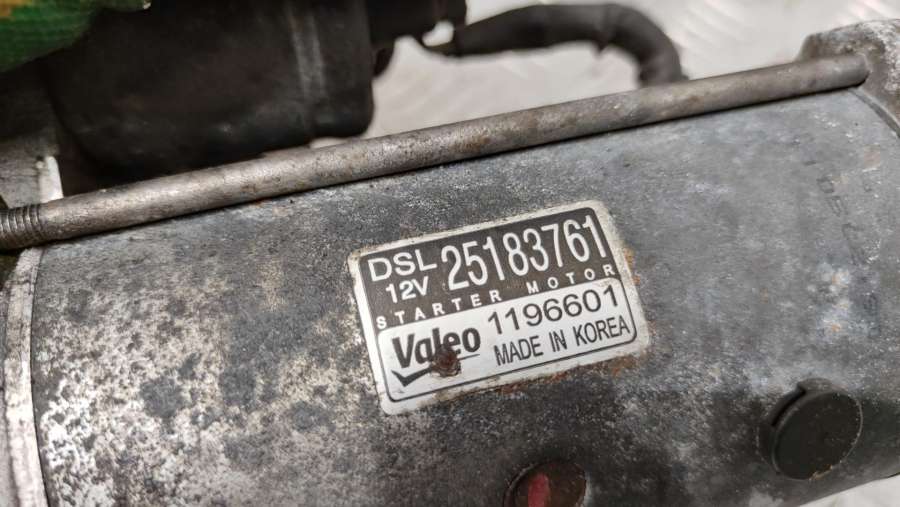 DSL 25183761
12V
STARTER MOTOR
Valeo 1196601
MADE IN KOREA